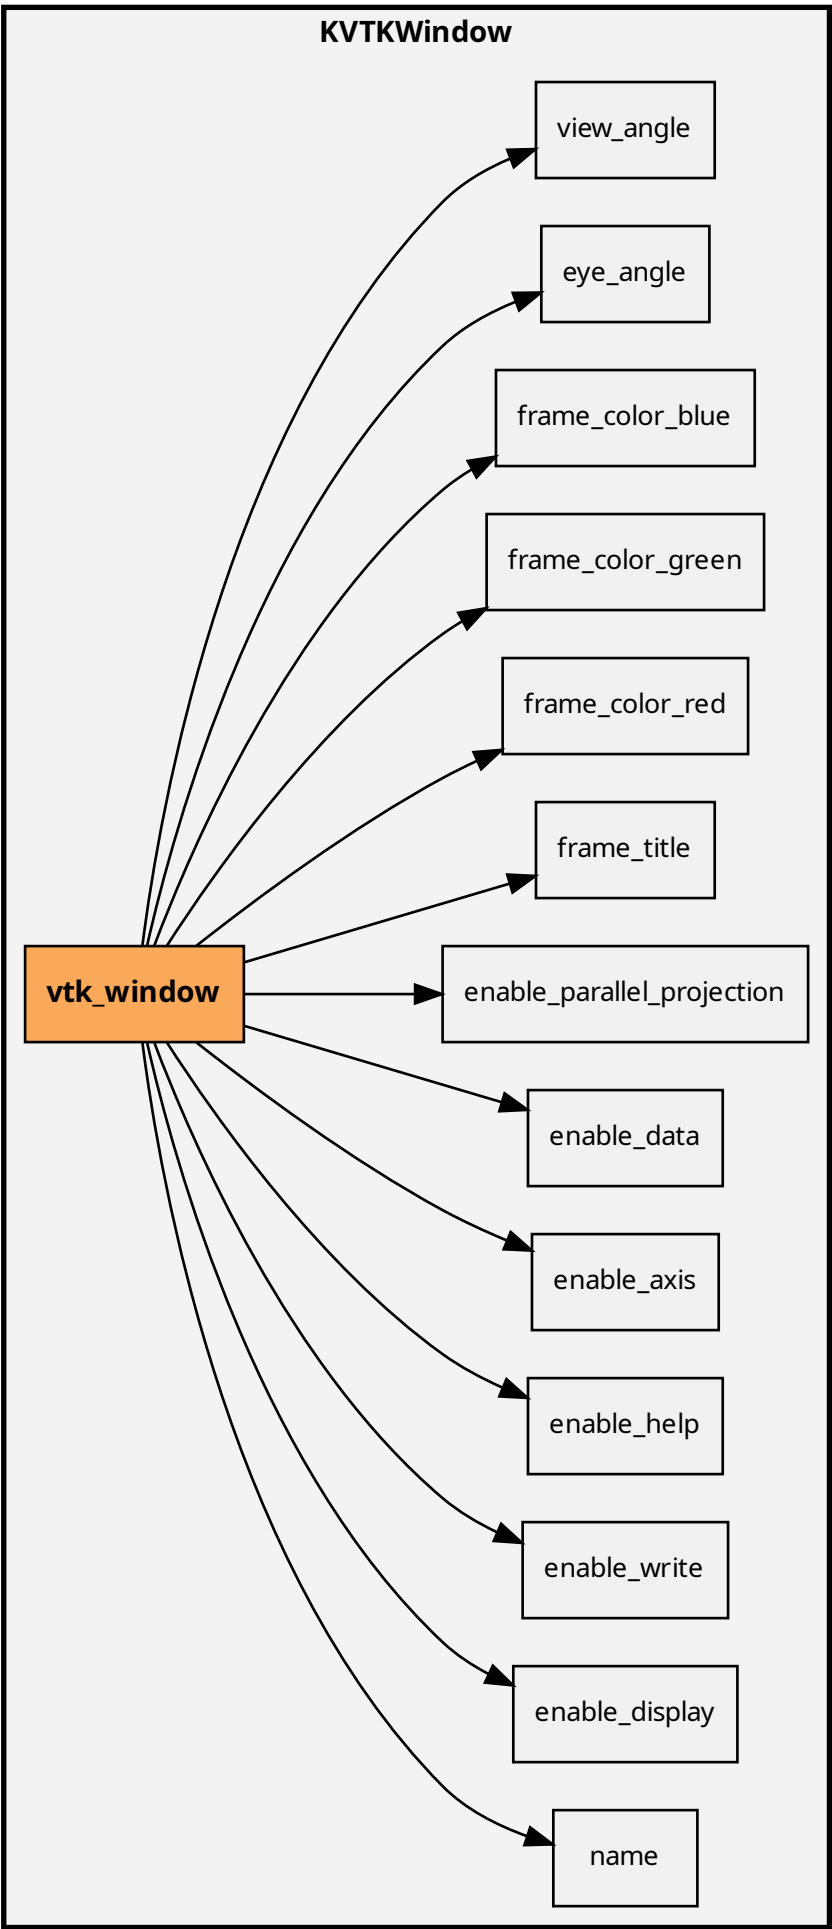 KVTKWindow
view_angle
eye_angle
frame_color_blue
frame_color_green
frame_color_red
frame_title
vtk_window
enable_parallel_projection
enable_data
enable_axis
enable_help
enable_write
enable_display
name